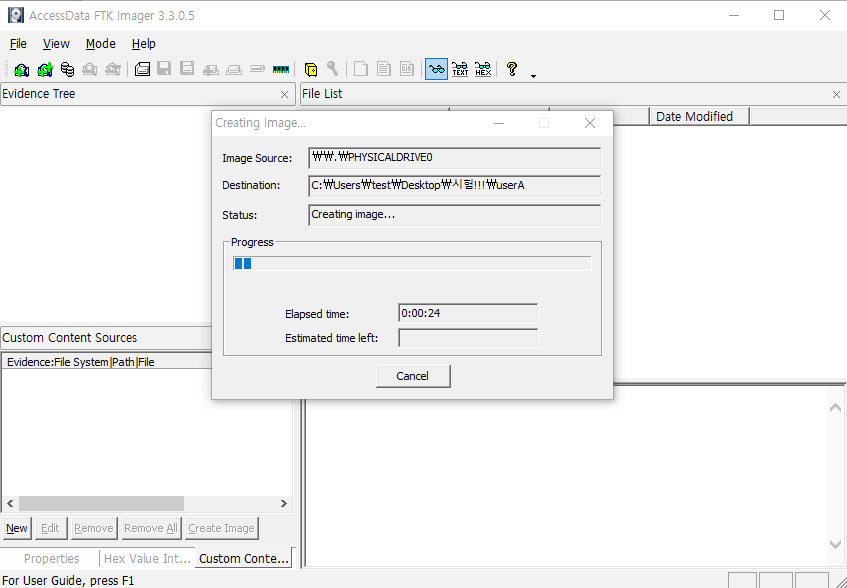 AccessData FTK Imager 3.3.0.5
File View Mode Help
TEXT HEX
Evidence Tree
File List
Date Modified
Creating Image...
Image Source: ₩₩.₩PHYSICALDRIVE0
Destination: C:₩Users₩test₩Desktop₩시험!!!₩userA
Status: Creating image...
Progress
Elapsed time: 0:00:24
Estimated time left:
Cancel
Custom Content Sources
Evidence:File System|Path|File
New Edit Remove Remove All Create Image
Properties Hex Value Int... Custom Conte...
For User Guide, press F1